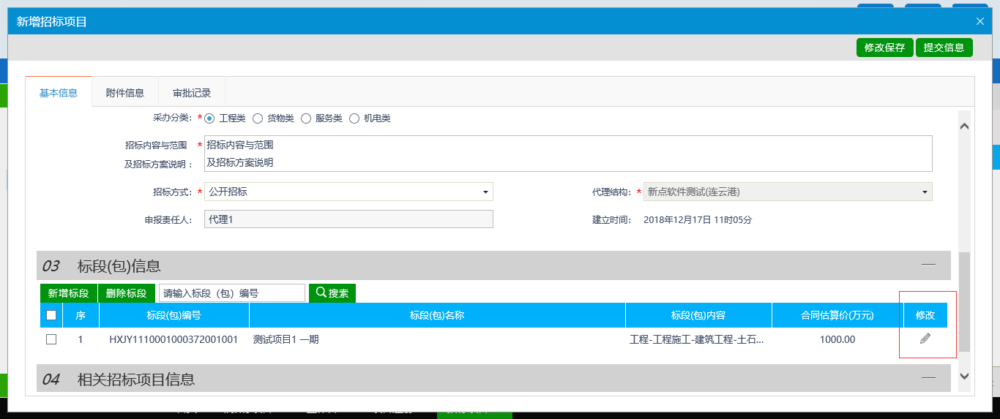 新增招标项目
修改保存 提交信息
基本信息 附件信息 审批记录
采办分类: * 工程类 货物类 服务类 机电类
招标内容与范围 * 招标内容与范围
及招标方案说明： 及招标方案说明
招标方式: * 公开招标 代理结构: * 新点软件测试(连云港)
申报责任人: 代理1 建立时间: 2018年12月17日 11时05分
03 标段(包)信息
新增标段 删除标段 请输入标段（包）编号 搜索
序 标段(包)编号 标段(包)名称 标段(包)内容 合同估算价(万元) 修改
1 HXJY1110001000372001001 测试项目1 一期 工程-工程施工-建筑工程-土石... 1000.00
04 相关招标项目信息